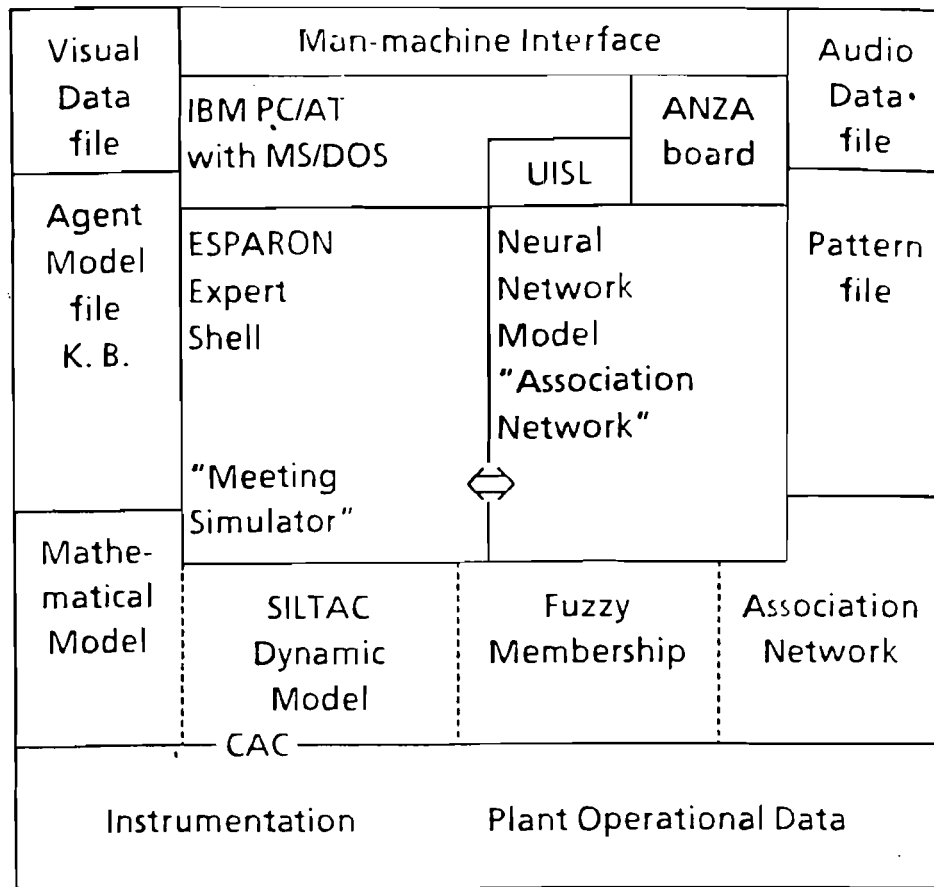 Visual
Data
file
Man-machine Interface
Audio
Data
file
IBM PC/AT
with MS/DOS
UISL
ANZA
board
Agent
Model
file
K. B.
ESPARON
Expert
Shell
"Meeting
Simulator"
Neural
Network
Model
"Association
Network"
Pattern
file
Mathe-
matical
Model
SILTAC
Dynamic
Model
Fuzzy
Membership
Association
Network
CAC
Instrumentation
Plant Operational Data